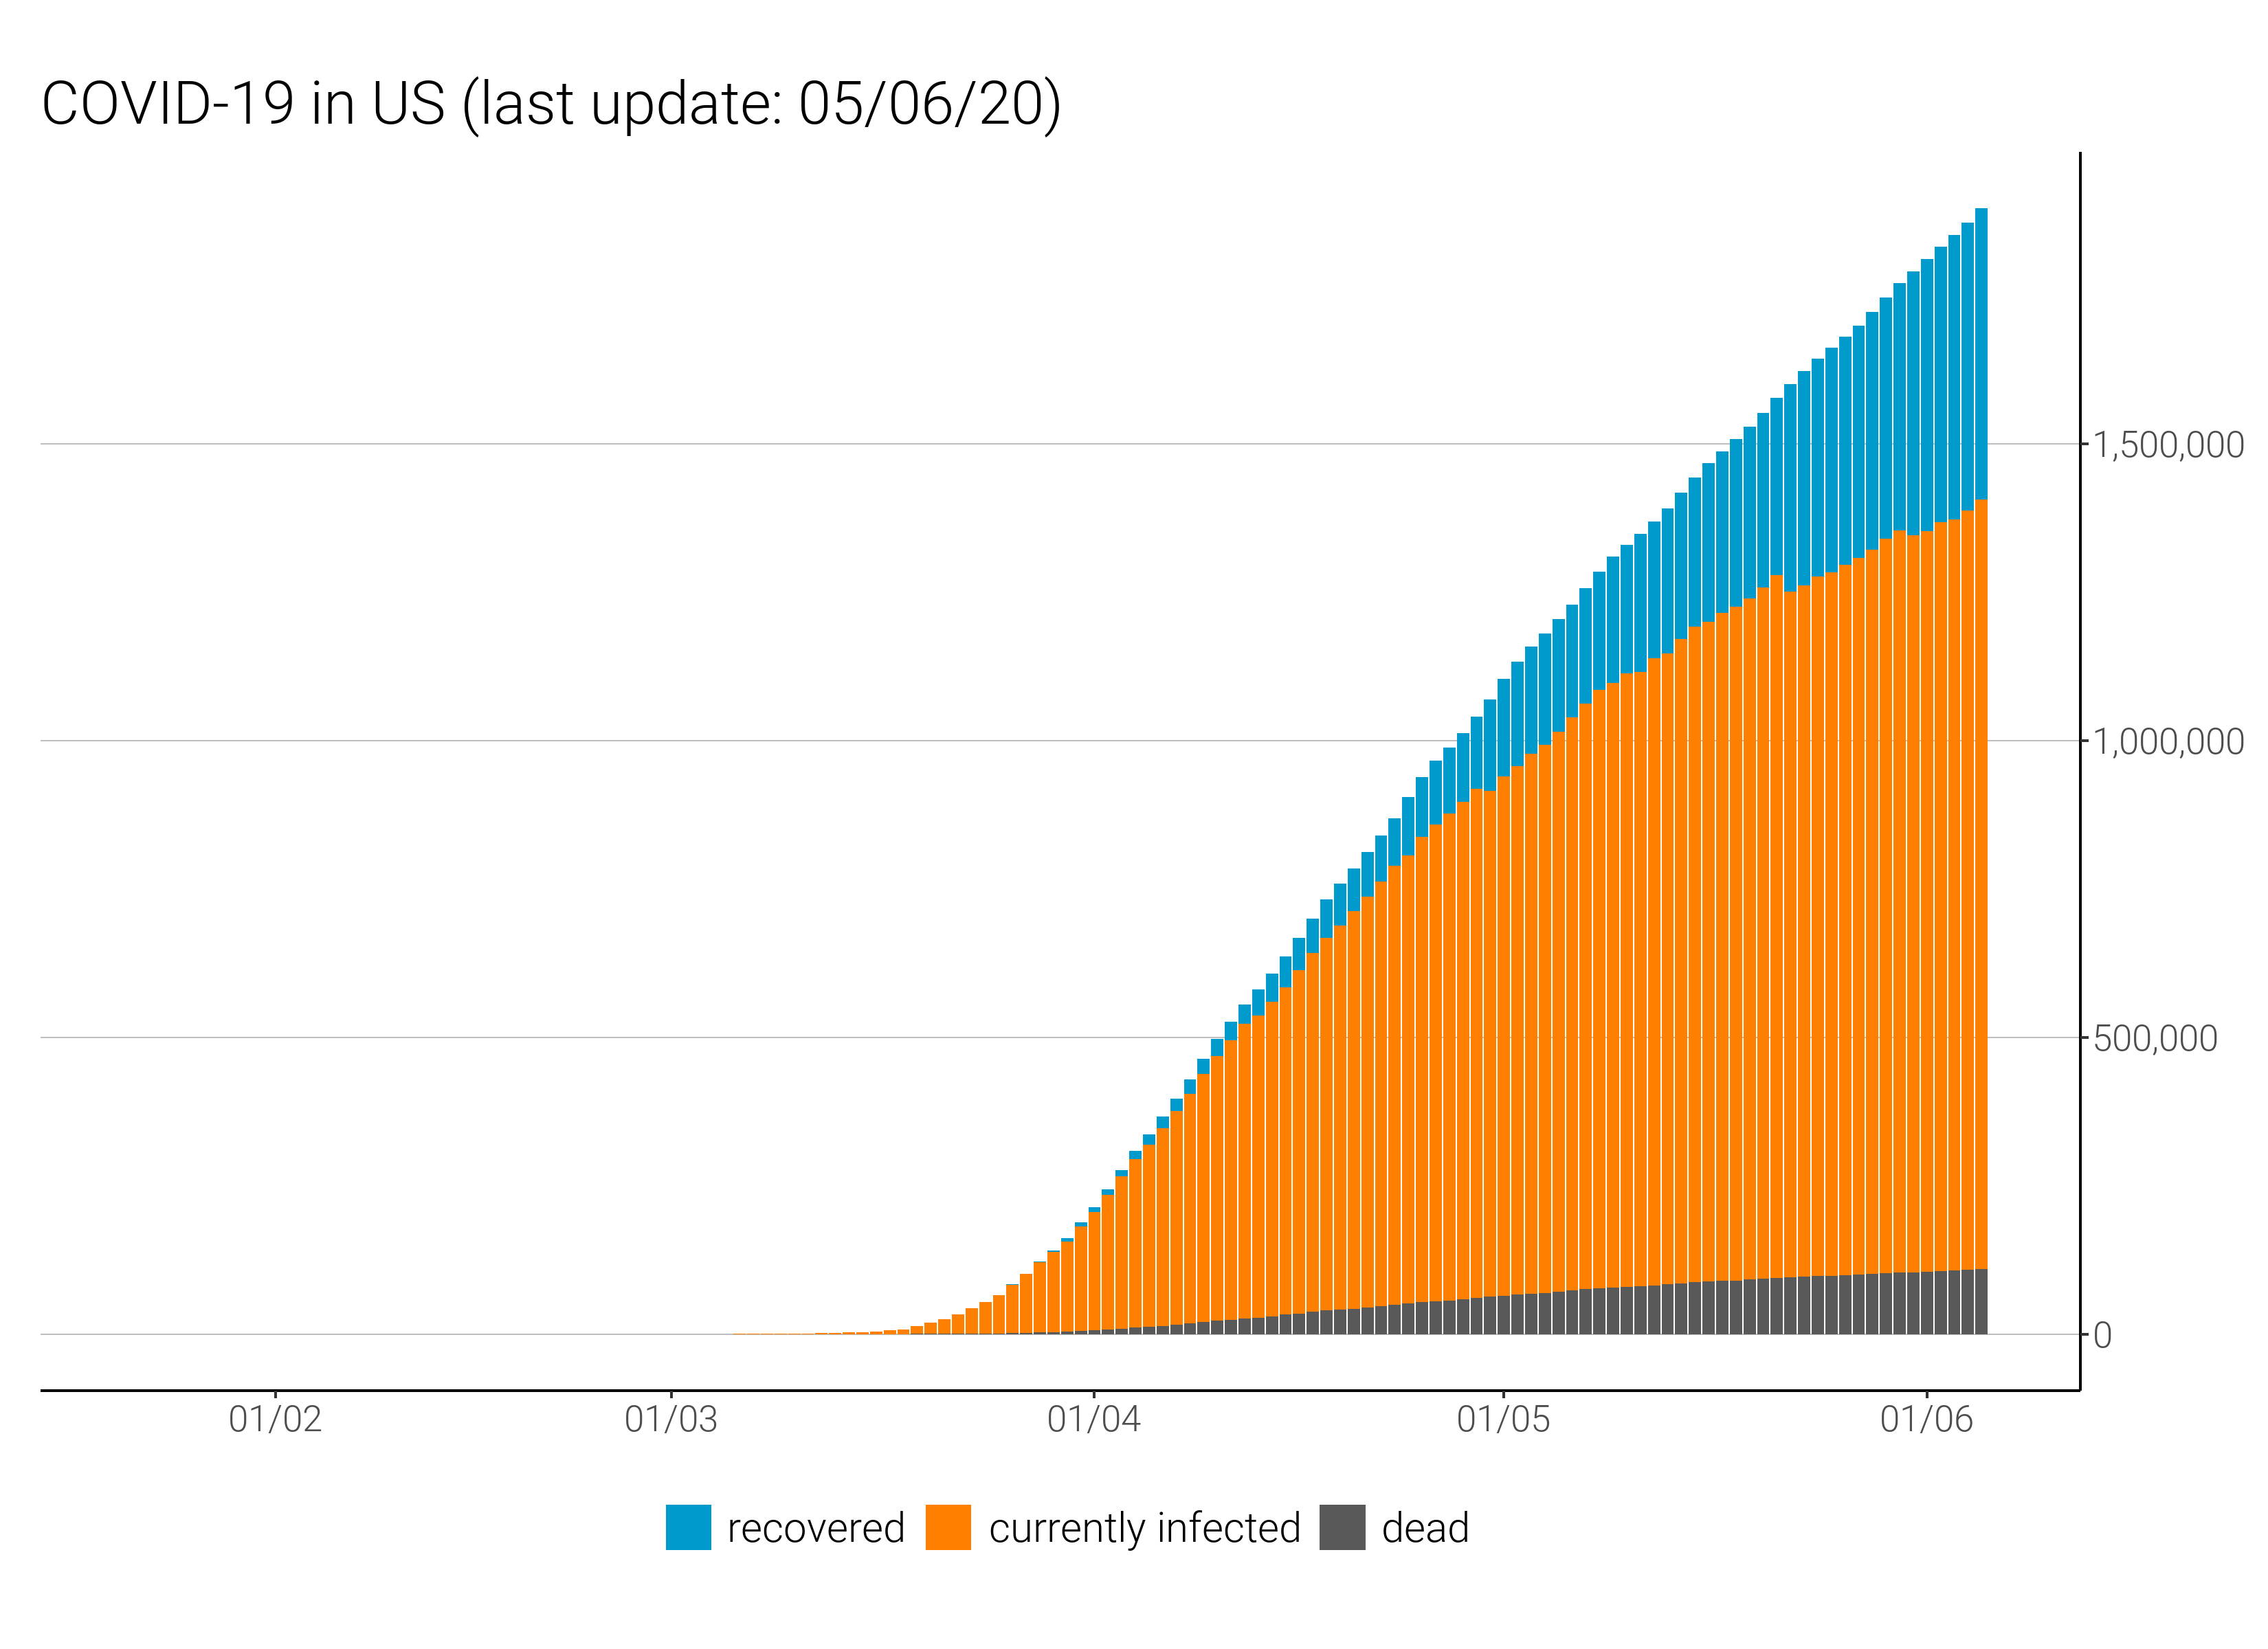 COVID-19 in US (last update: 05/06/20)
1,500,000
1,000,000
500,000
0
01/02 01/03 01/04 01/05 01/06
recovered currently infected dead